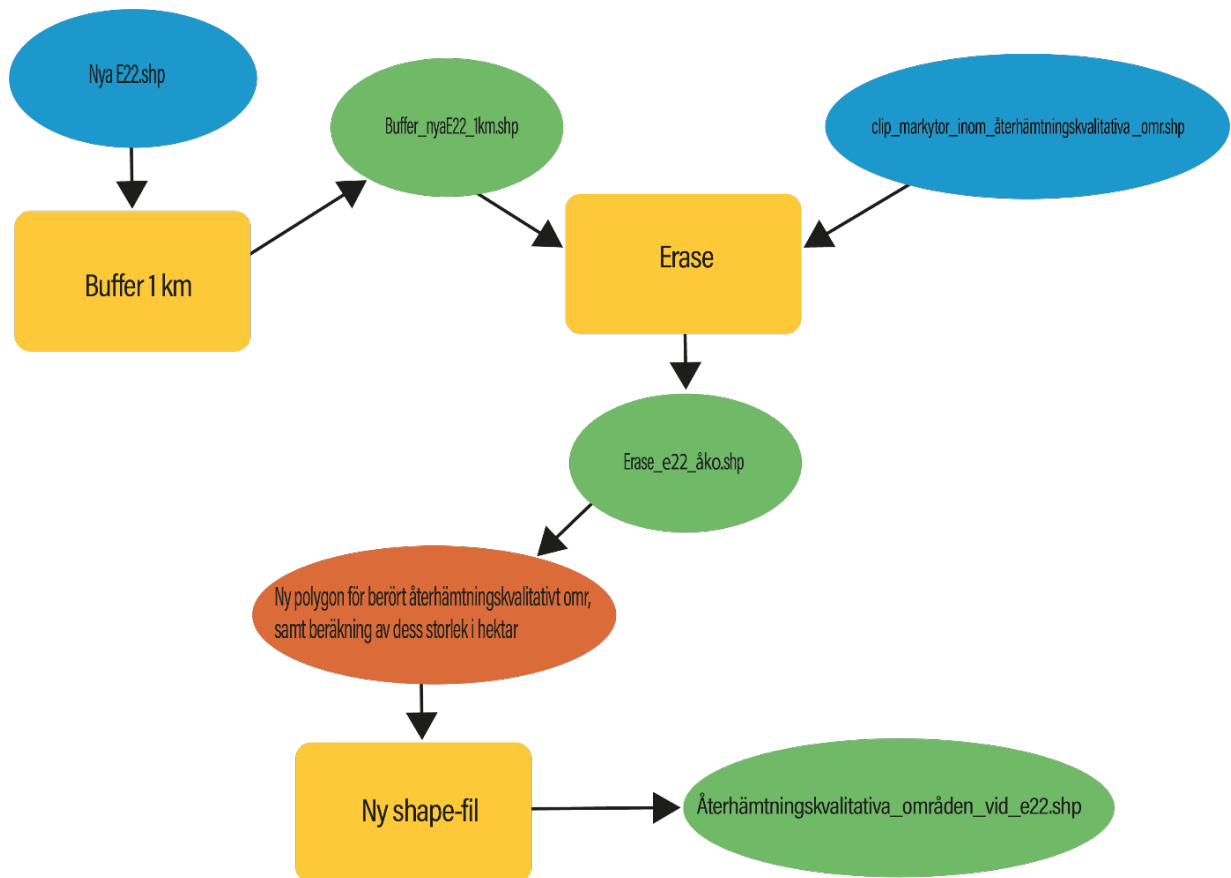 Nya E22.shp
Buffer_nyaE22_1km.shp
clip_markytor_inom_återhämtningskvalitativa_omr.shp
Buffer 1 km
Erase
Erase_e22_åko.shp
Ny polygon för berört återhämtningskvalitativt omr,
samt beräkning av dess storlek i hektar
Ny shape-fil
Återhämtningskvalitativa_områden_vid_e22.shp